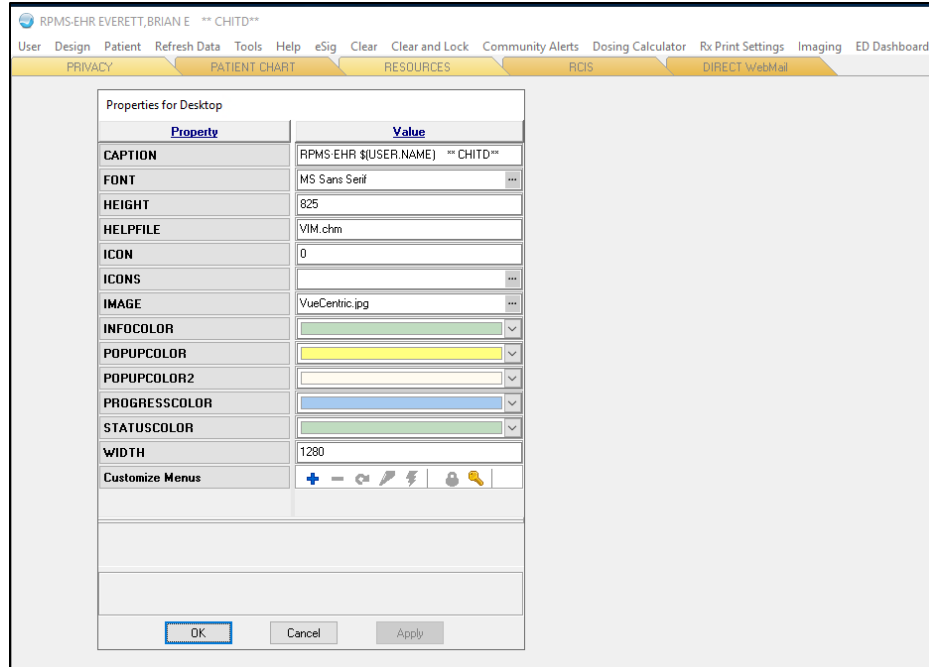 RPMS-EHR EVERETT,BRIAN E ** CHITD**
User Design Patient Refresh Data Tools Help eSig Clear Clear and Lock Community Alerts Dosing Calculator Rx Print Settings Imaging ED Dashboard
PRIVACY PATIENT CHART RESOURCES RCIS DIRECT WebMail
Properties for Desktop
Property Value
CAPTION RPMS-EHR $(USER.NAME) ** CHITD**
FONT MS Sans Serif ...
HEIGHT 825
HELPFILE VIM.chm
ICON 0
ICONS ...
IMAGE VueCentric.jpg ...
INFOCOLOR
POPUPCOLOR
POPUPCOLOR2
PROGRESSCOLOR
STATUSCOLOR
WIDTH 1280
Customize Menus
OK Cancel Apply